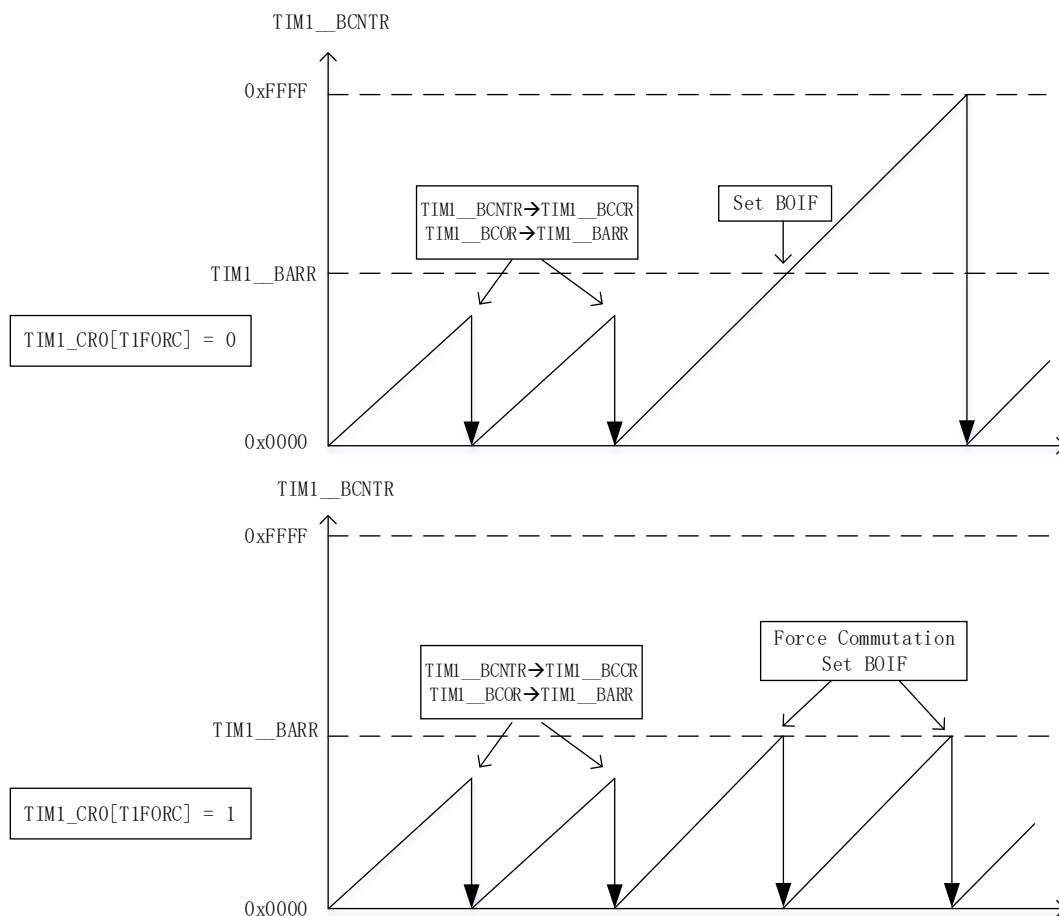 TIM1__BCNTR
0xFFFF
TIM1__BCNTR→TIM1__BCCR
TIM1__BCOR→TIM1__BARR
Set BOIF
TIM1__BARR
TIM1_CR0[T1FORC] = 0
0x0000
TIM1__BCNTR
0xFFFF
Force Commutation
Set BOIF
TIM1__BCNTR→TIM1__BCCR
TIM1__BCOR→TIM1__BARR
TIM1__BARR
TIM1_CR0[T1FORC] = 1
0x0000